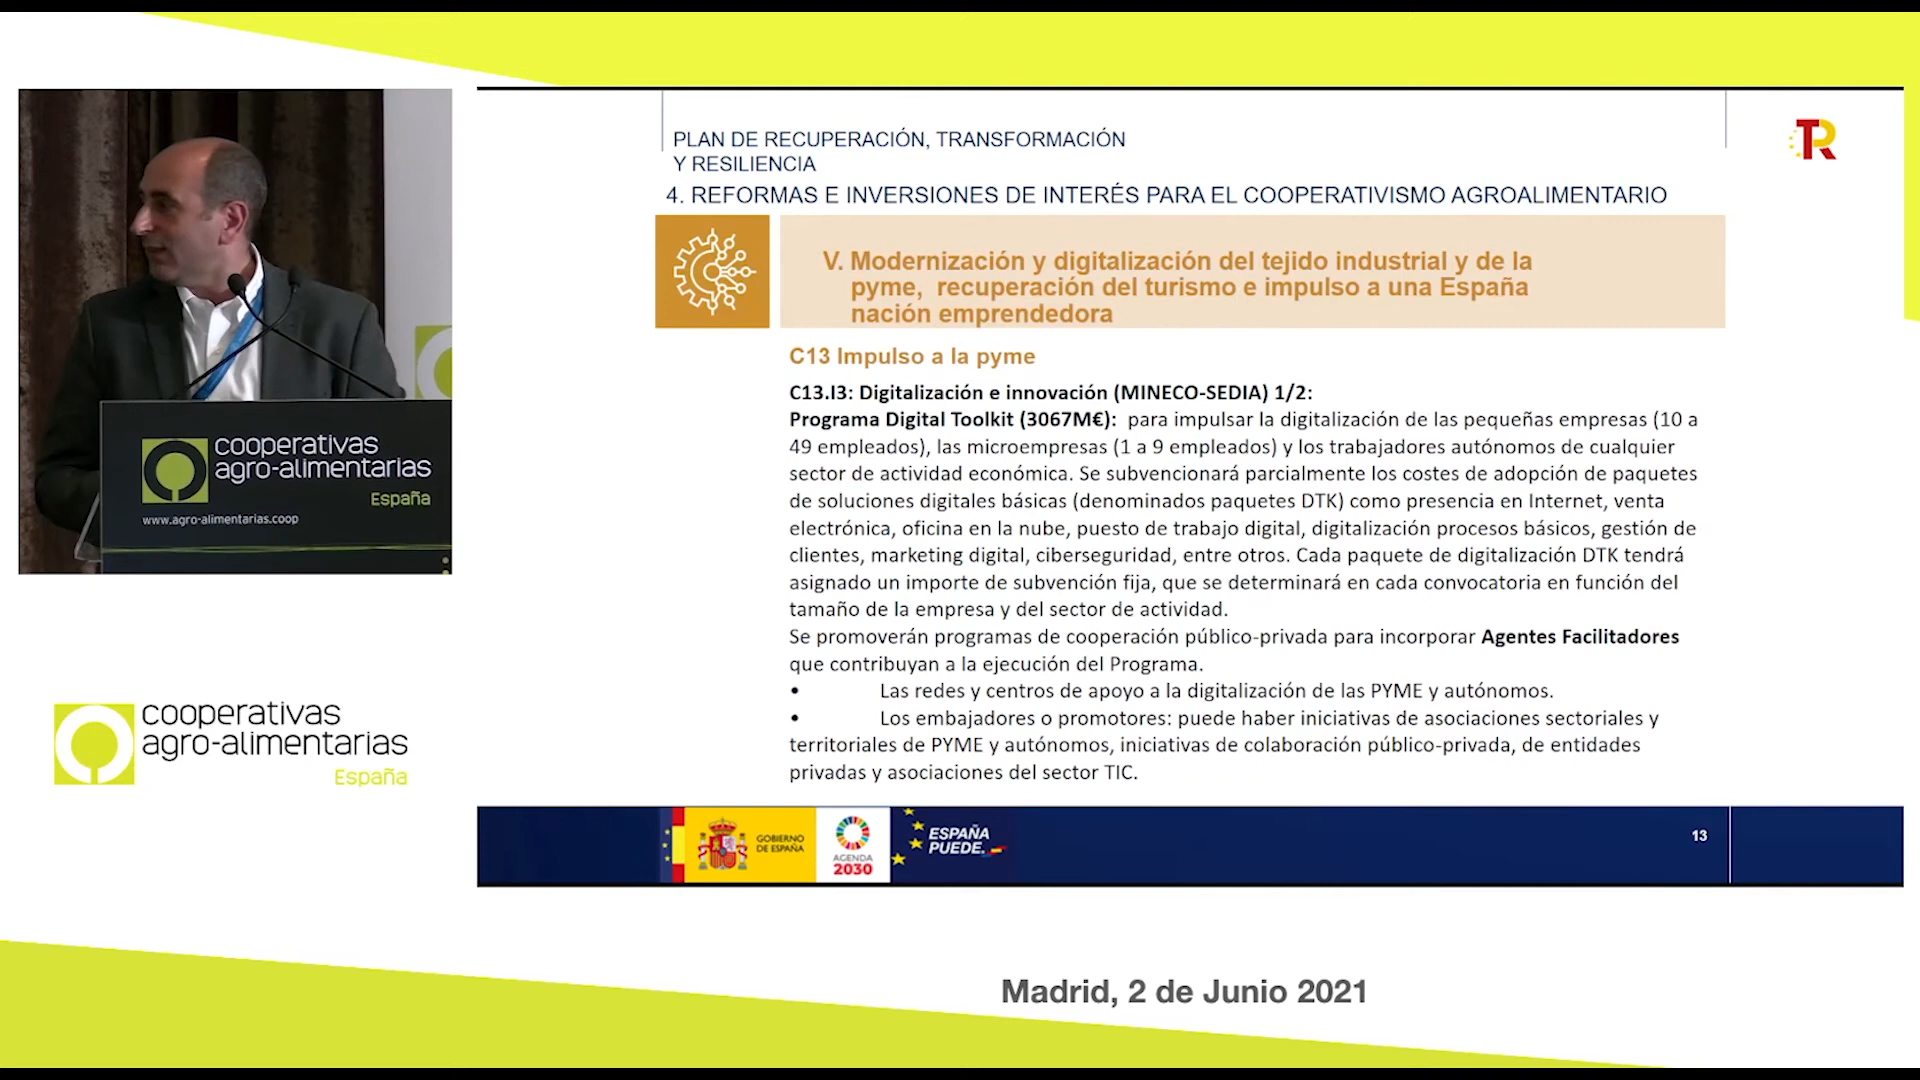 PLAN DE RECUPERACIÓN, TRANSFORMACIÓN
Y RESILIENCIA
4. REFORMAS E INVERSIONES DE INTERÉS PARA EL COOPERATIVISMO AGROALIMENTARIO
TR
V. Modernización y digitalización del tejido industrial y de la
pyme, recuperación del turismo e impulso a una España
nación emprendedora
C13 Impulso a la pyme
C13.I3: Digitalización e innovación (MINECO-SEDIA) 1/2:
Programa Digital Toolkit (3067M€): para impulsar la digitalización de las pequeñas empresas (10 a
49 empleados), las microempresas (1 a 9 empleados) y los trabajadores autónomos de cualquier
sector de actividad económica. Se subvencionará parcialmente los costes de adopción de paquetes
de soluciones digitales básicas (denominados paquetes DTK) como presencia en Internet, venta
electrónica, oficina en la nube, puesto de trabajo digital, digitalización procesos básicos, gestión de
clientes, marketing digital, ciberseguridad, entre otros. Cada paquete de digitalización DTK tendrá
asignado un importe de subvención fija, que se determinará en cada convocatoria en función del
tamaño de la empresa y del sector de actividad.
Se promoverán programas de cooperación público-privada para incorporar Agentes Facilitadores
que contribuyan a la ejecución del Programa.
• Las redes y centros de apoyo a la digitalización de las PYME y autónomos.
• Los embajadores o promotores: puede haber iniciativas de asociaciones sectoriales y
territoriales de PYME y autónomos, iniciativas de colaboración público-privada, de entidades
privadas y asociaciones del sector TIC.
GOBIERNO
DE ESPAÑA
AGENDA
2030
ESPAÑA
PUEDE.
13
cooperativas
agro-alimentarias
España
www.agro-alimentarias.coop
cooperativas
agro-alimentarias
España
Madrid, 2 de Junio 2021